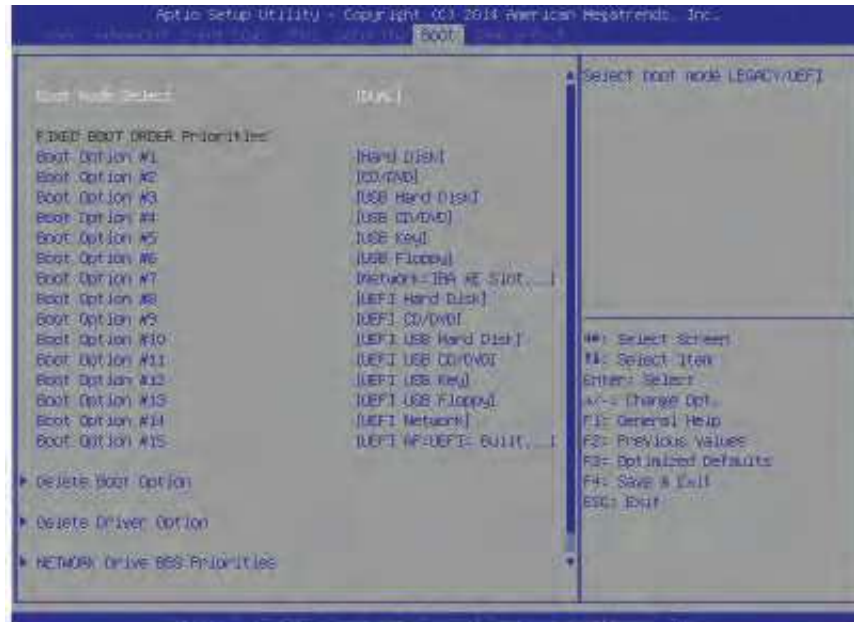 Aptio Setup Utility - Copyright (C) 2014 American Megatrends, Inc.
Boot
Boot Mode Select [DUAL]
Select boot mode LEGACY/UEFI
FIXED BOOT ORDER Priorities
Boot Option #1 [Hard Disk]
Boot Option #2 [CD/DVD]
Boot Option #3 [USB Hard Disk]
Boot Option #4 [USB CD/DVD]
Boot Option #5 [USB Key]
Boot Option #6 [USB Floppy]
Boot Option #7 [Network:IBA XE Slot...]
Boot Option #8 [UEFI Hard Disk]
Boot Option #9 [UEFI CD/DVD]
Boot Option #10 [UEFI USB Hard Disk]
Boot Option #11 [UEFI USB CD/DVD]
Boot Option #12 [UEFI USB Key]
Boot Option #13 [UEFI USB Floppy]
Boot Option #14 [UEFI Network]
Boot Option #15 [UEFI AP:UEFI: Built...]
Delete Boot Option
Delete Driver Option
NETWORK Drive BBS Priorities
→←: Select Screen
↑↓: Select Item
Enter: Select
+/-: Change Opt.
F1: General Help
F2: Previous Values
F3: Optimized Defaults
F4: Save & Exit
ESC: Exit